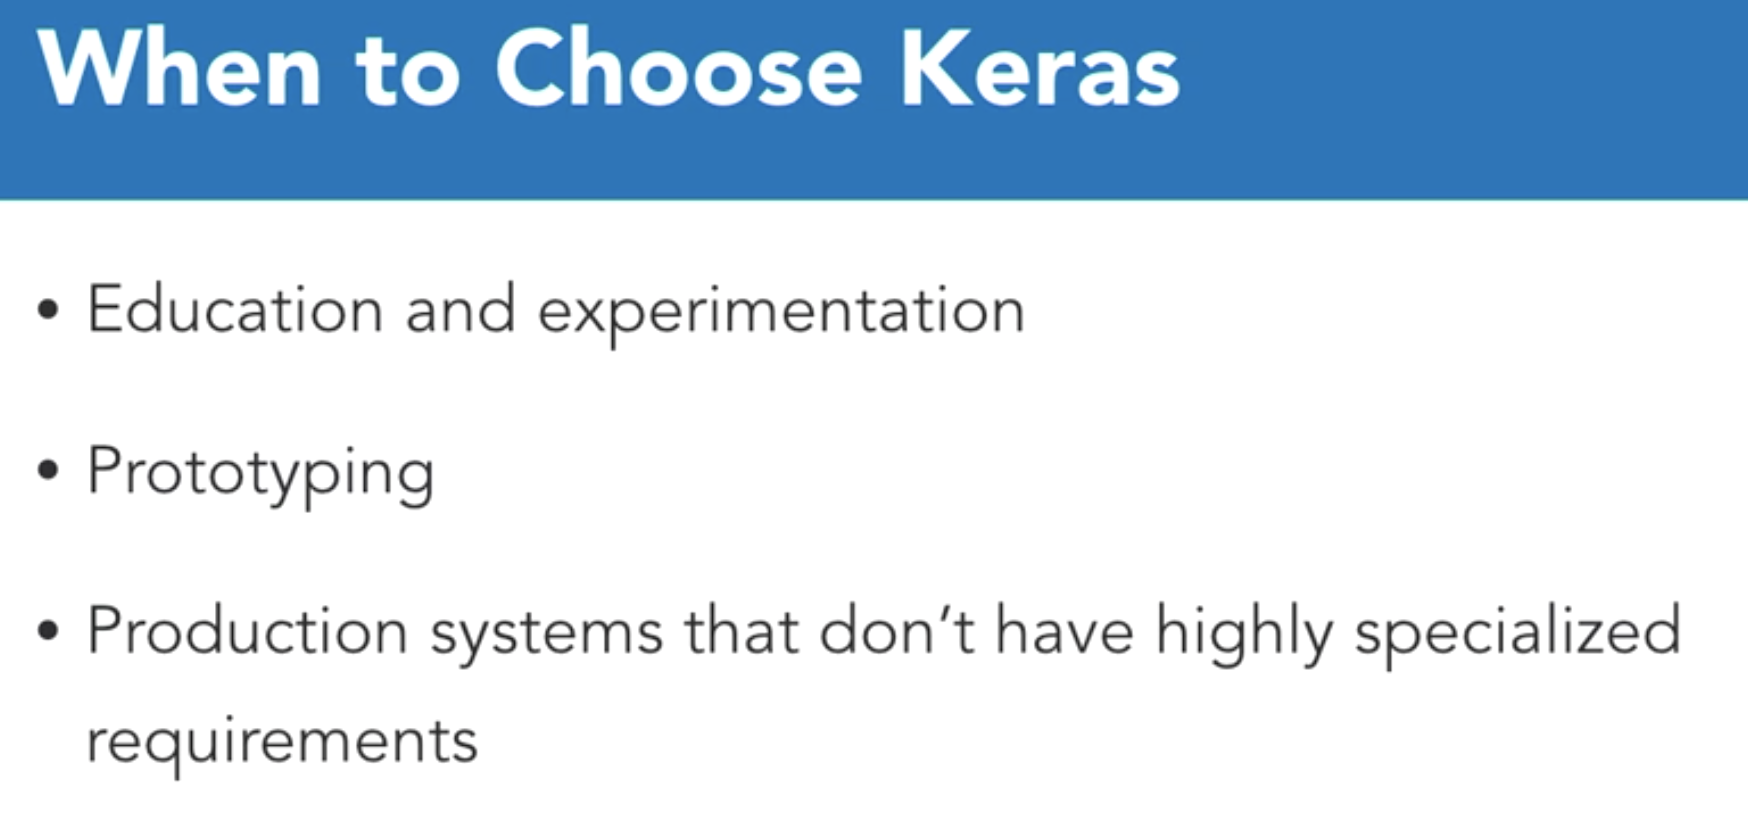 When to Choose Keras
• Education and experimentation
• Prototyping
• Production systems that don’t have highly specialized
requirements